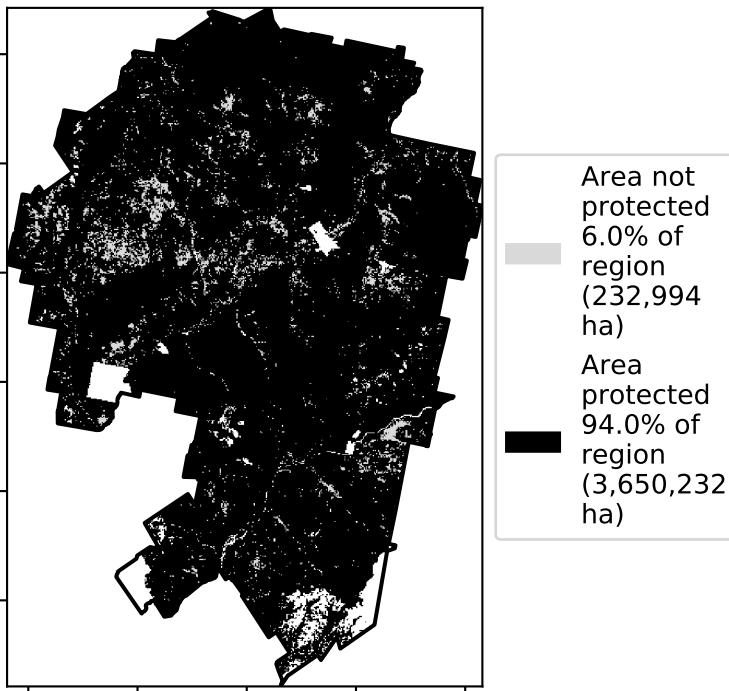 Area not
protected
6.0% of
region
(232,994
ha)
Area
protected
94.0% of
region
(3,650,232
ha)